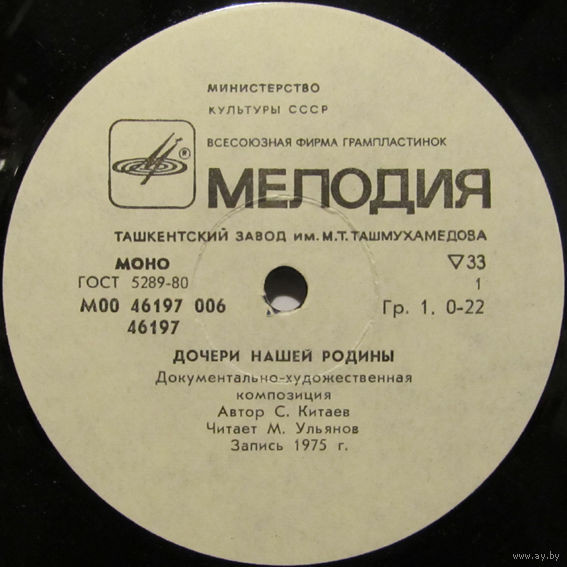 МИНИСТЕРСТВО
КУЛЬТУРЫ СССР
ВСЕСОЮЗНАЯ ФИРМА ГРАМПЛАСТИНОК
®
МЕЛОДИЯ
ТАШКЕНТСКИЙ ЗАВОД ИМ. М.Т. ТАШМУХАМЕДОВА
МОНО ▽33
ГОСТ 5289-80 1
М00 46197 006 Гр. 1. 0-22
46197
ДОЧЕРИ НАШЕЙ РОДИНЫ
Документально-художественная
композиция
Автор С. Китаев
Читает М. Ульянов
Запись 1975 г.
www.ay.by